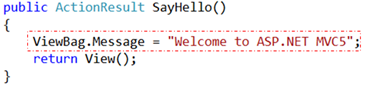 public ActionResult SayHello()
{
ViewBag.Message = "Welcome to ASP.NET MVC5";
return View();
}